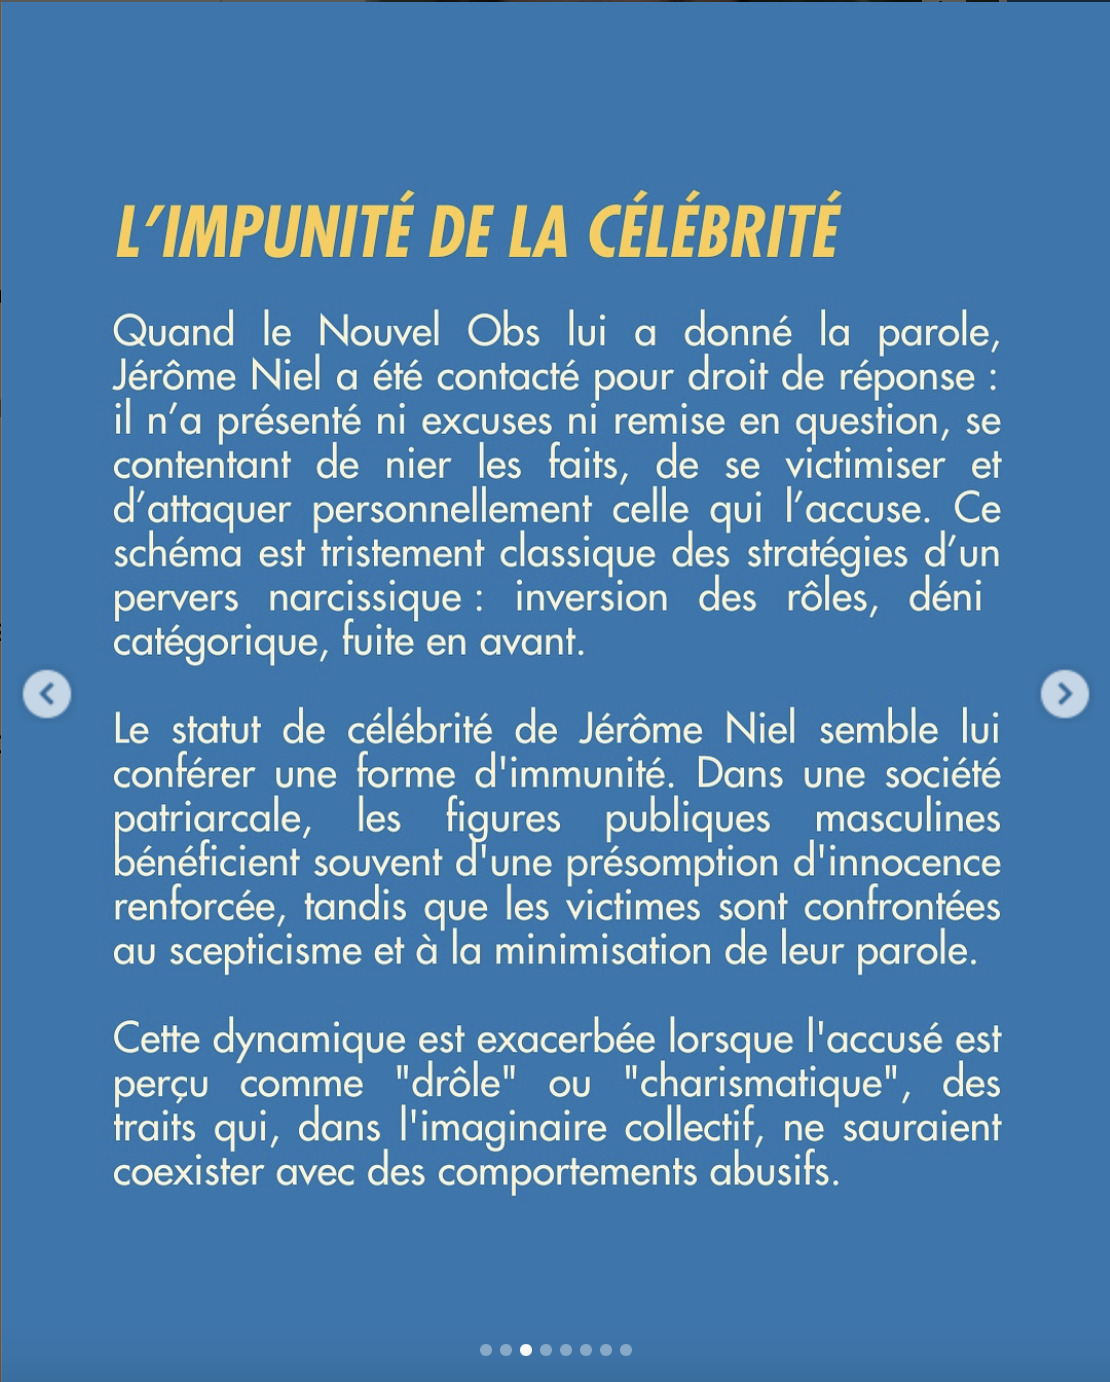 L’IMPUNITÉ DE LA CÉLÉBRITÉ
Quand le Nouvel Obs lui a donné la parole,
Jérôme Niel a été contacté pour droit de réponse :
il n’a présenté ni excuses ni remise en question, se
contentant de nier les faits, de se victimiser et
d’attaquer personnellement celle qui l’accuse. Ce
schéma est tristement classique des stratégies d’un
pervers narcissique : inversion des rôles, déni
catégorique, fuite en avant.
Le statut de célébrité de Jérôme Niel semble lui
conférer une forme d'immunité. Dans une société
patriarcale, les figures publiques masculines
bénéficient souvent d'une présomption d'innocence
renforcée, tandis que les victimes sont confrontées
au scepticisme et à la minimisation de leur parole.
Cette dynamique est exacerbée lorsque l'accusé est
perçu comme "drôle" ou "charismatique", des
traits qui, dans l'imaginaire collectif, ne sauraient
coexister avec des comportements abusifs.